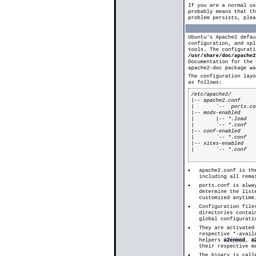 If you are a normal us
probably means that th
problem persists, plea
Ubuntu's Apache2 defau
configuration, and spl
tools. The configurati
/usr/share/doc/apache2
Documentation for the
apache2-doc package wa
The configuration layo
as follows:
/etc/apache2/
|-- apache2.conf
|       `-- ports.co
|-- mods-enabled
|       |-- *.load
|       `-- *.conf
|-- conf-enabled
|       `-- *.conf
|-- sites-enabled
|       `-- *.conf
• apache2.conf is the
including all remai
• ports.conf is alway
determine the liste
customized anytime.
• Configuration files
directories contain
global configuratio
• They are activated
respective *-availa
helpers a2enmod, a2
their respective ma
• The binary is calle